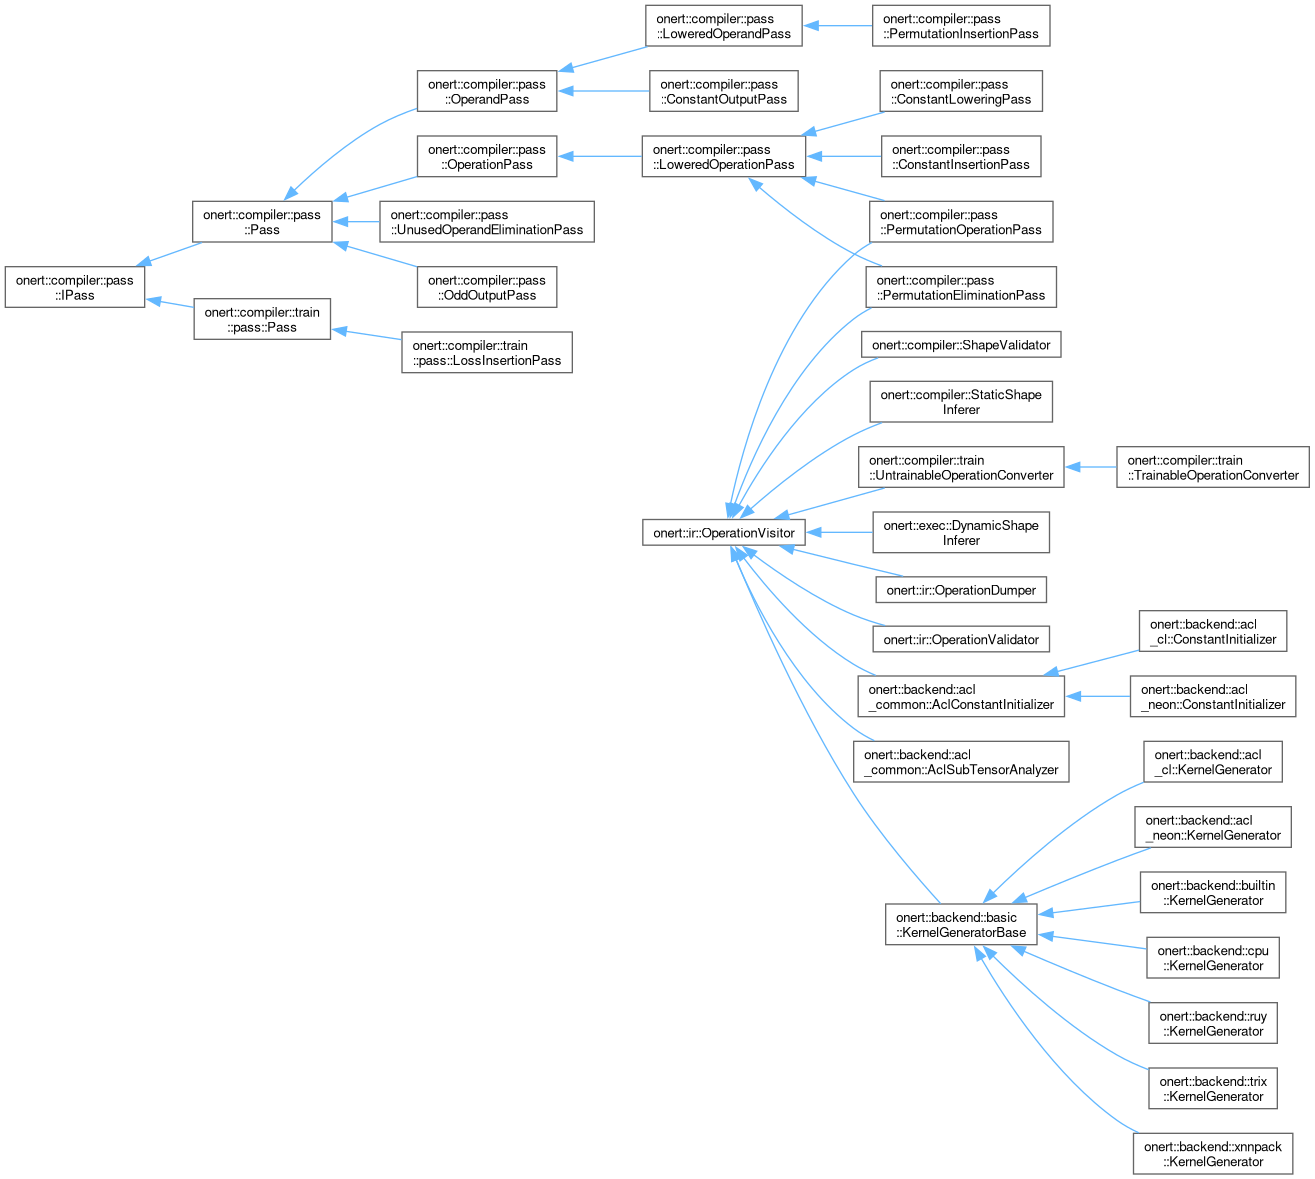 onert::compiler::pass
::LoweredOperandPass
onert::compiler::pass
::PermutationInsertionPass
onert::compiler::pass
::OperandPass
onert::compiler::pass
::ConstantOutputPass
onert::compiler::pass
::ConstantLoweringPass
onert::compiler::pass
::OperationPass
onert::compiler::pass
::LoweredOperationPass
onert::compiler::pass
::ConstantInsertionPass
onert::compiler::pass
::Pass
onert::compiler::pass
::UnusedOperandEliminationPass
onert::compiler::pass
::PermutationOperationPass
onert::compiler::pass
::IPass
onert::compiler::pass
::OddOutputPass
onert::compiler::pass
::PermutationEliminationPass
onert::compiler::train
::pass::Pass
onert::compiler::train
::pass::LossInsertionPass
onert::compiler::ShapeValidator
onert::compiler::StaticShape
Inferer
onert::compiler::train
::UntrainableOperationConverter
onert::compiler::train
::TrainableOperationConverter
onert::ir::OperationVisitor
onert::exec::DynamicShape
Inferer
onert::ir::OperationDumper
onert::ir::OperationValidator
onert::backend::acl
_cl::ConstantInitializer
onert::backend::acl
_common::AclConstantInitializer
onert::backend::acl
_neon::ConstantInitializer
onert::backend::acl
_common::AclSubTensorAnalyzer
onert::backend::acl
_cl::KernelGenerator
onert::backend::acl
_neon::KernelGenerator
onert::backend::builtin
::KernelGenerator
onert::backend::basic
::KernelGeneratorBase
onert::backend::cpu
::KernelGenerator
onert::backend::ruy
::KernelGenerator
onert::backend::trix
::KernelGenerator
onert::backend::xnnpack
::KernelGenerator